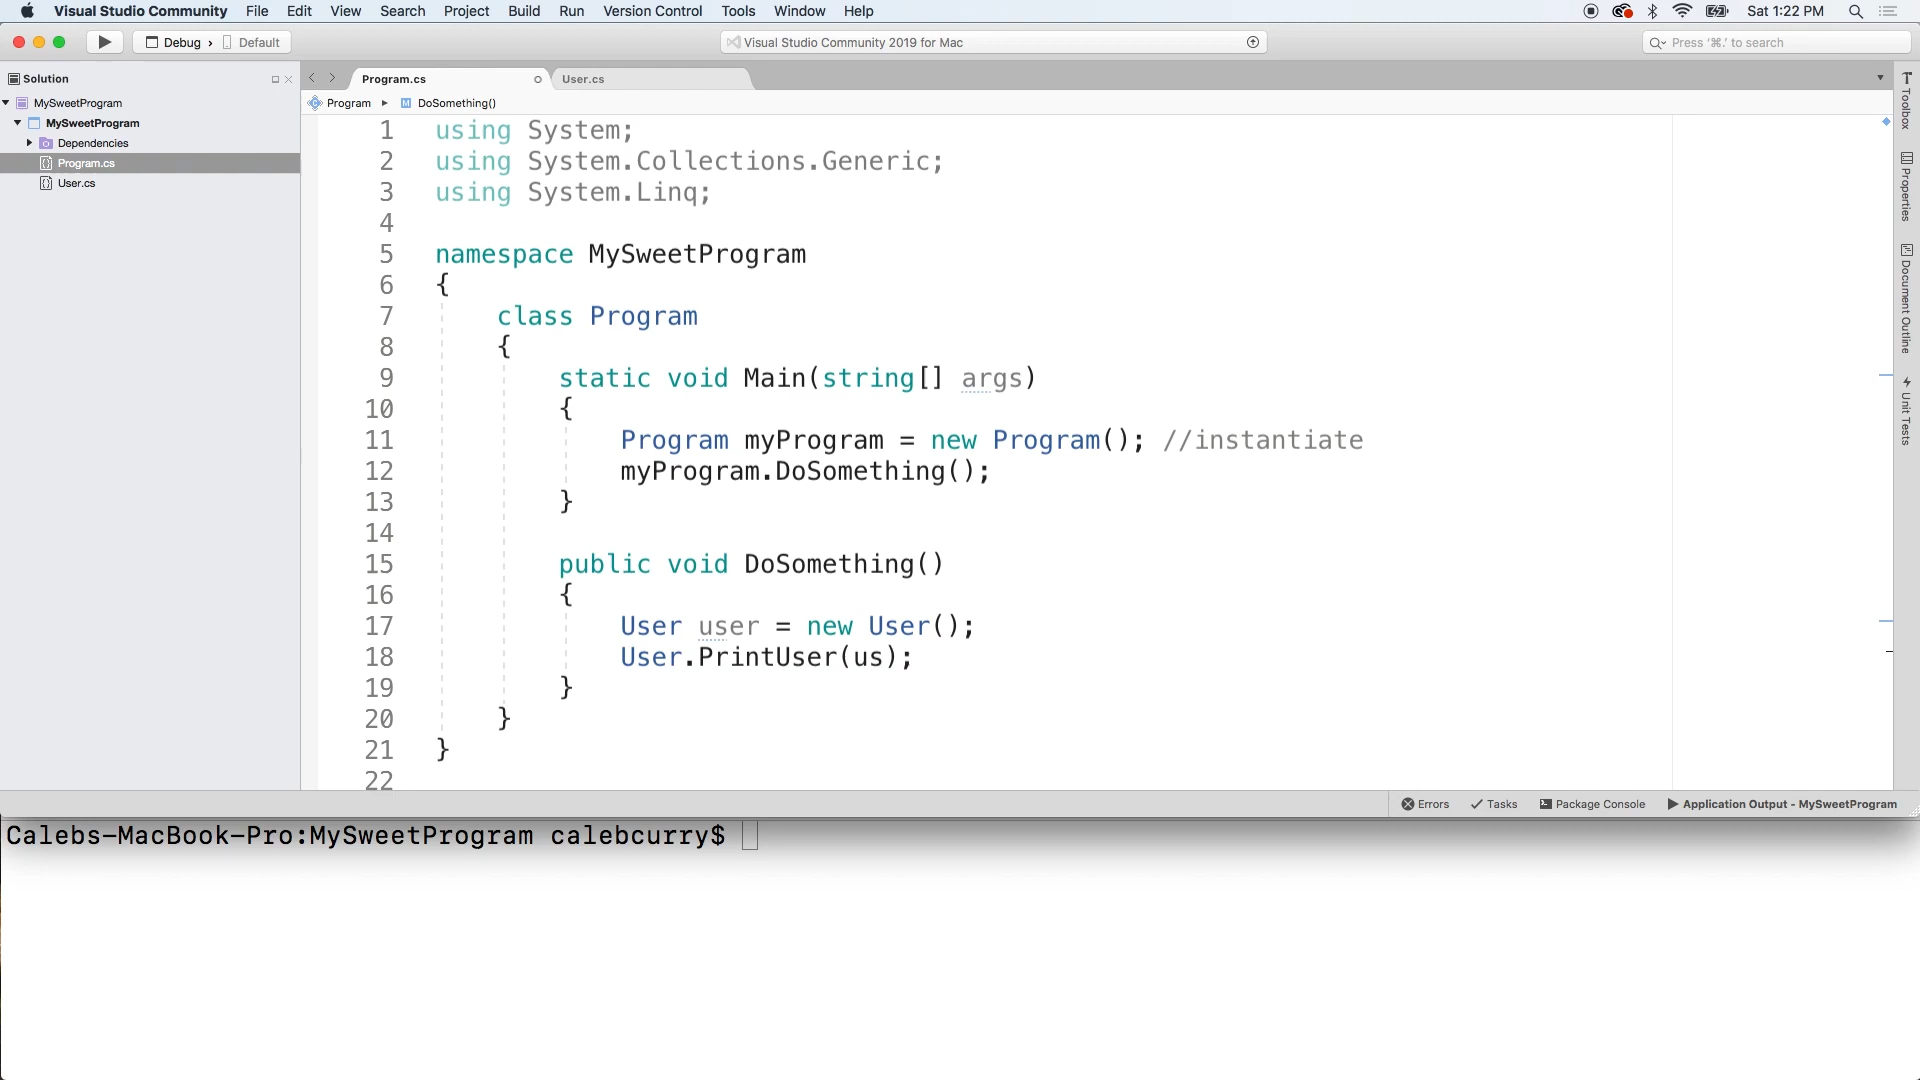 Visual Studio Community File Edit View Search Project Build Run Version Control Tools Window Help Sat 1:22 PM
Debug › Default Visual Studio Community 2019 for Mac Press ‘⌘.’ to search
Solution Program.cs User.cs
Program ▸ DoSomething()
MySweetProgram
MySweetProgram
Dependencies
Program.cs
User.cs
1 using System;
2 using System.Collections.Generic;
3 using System.Linq;
4
5 namespace MySweetProgram
6 {
7 class Program
8 {
9 static void Main(string[] args)
10 {
11 Program myProgram = new Program(); //instantiate
12 myProgram.DoSomething();
13 }
14
15 public void DoSomething()
16 {
17 User user = new User();
18 User.PrintUser(us);
19 }
20 }
21 }
22
Toolbox
Properties
Document Outline
Unit Tests
Errors Tasks Package Console Application Output - MySweetProgram
Calebs-MacBook-Pro:MySweetProgram calebcurry$